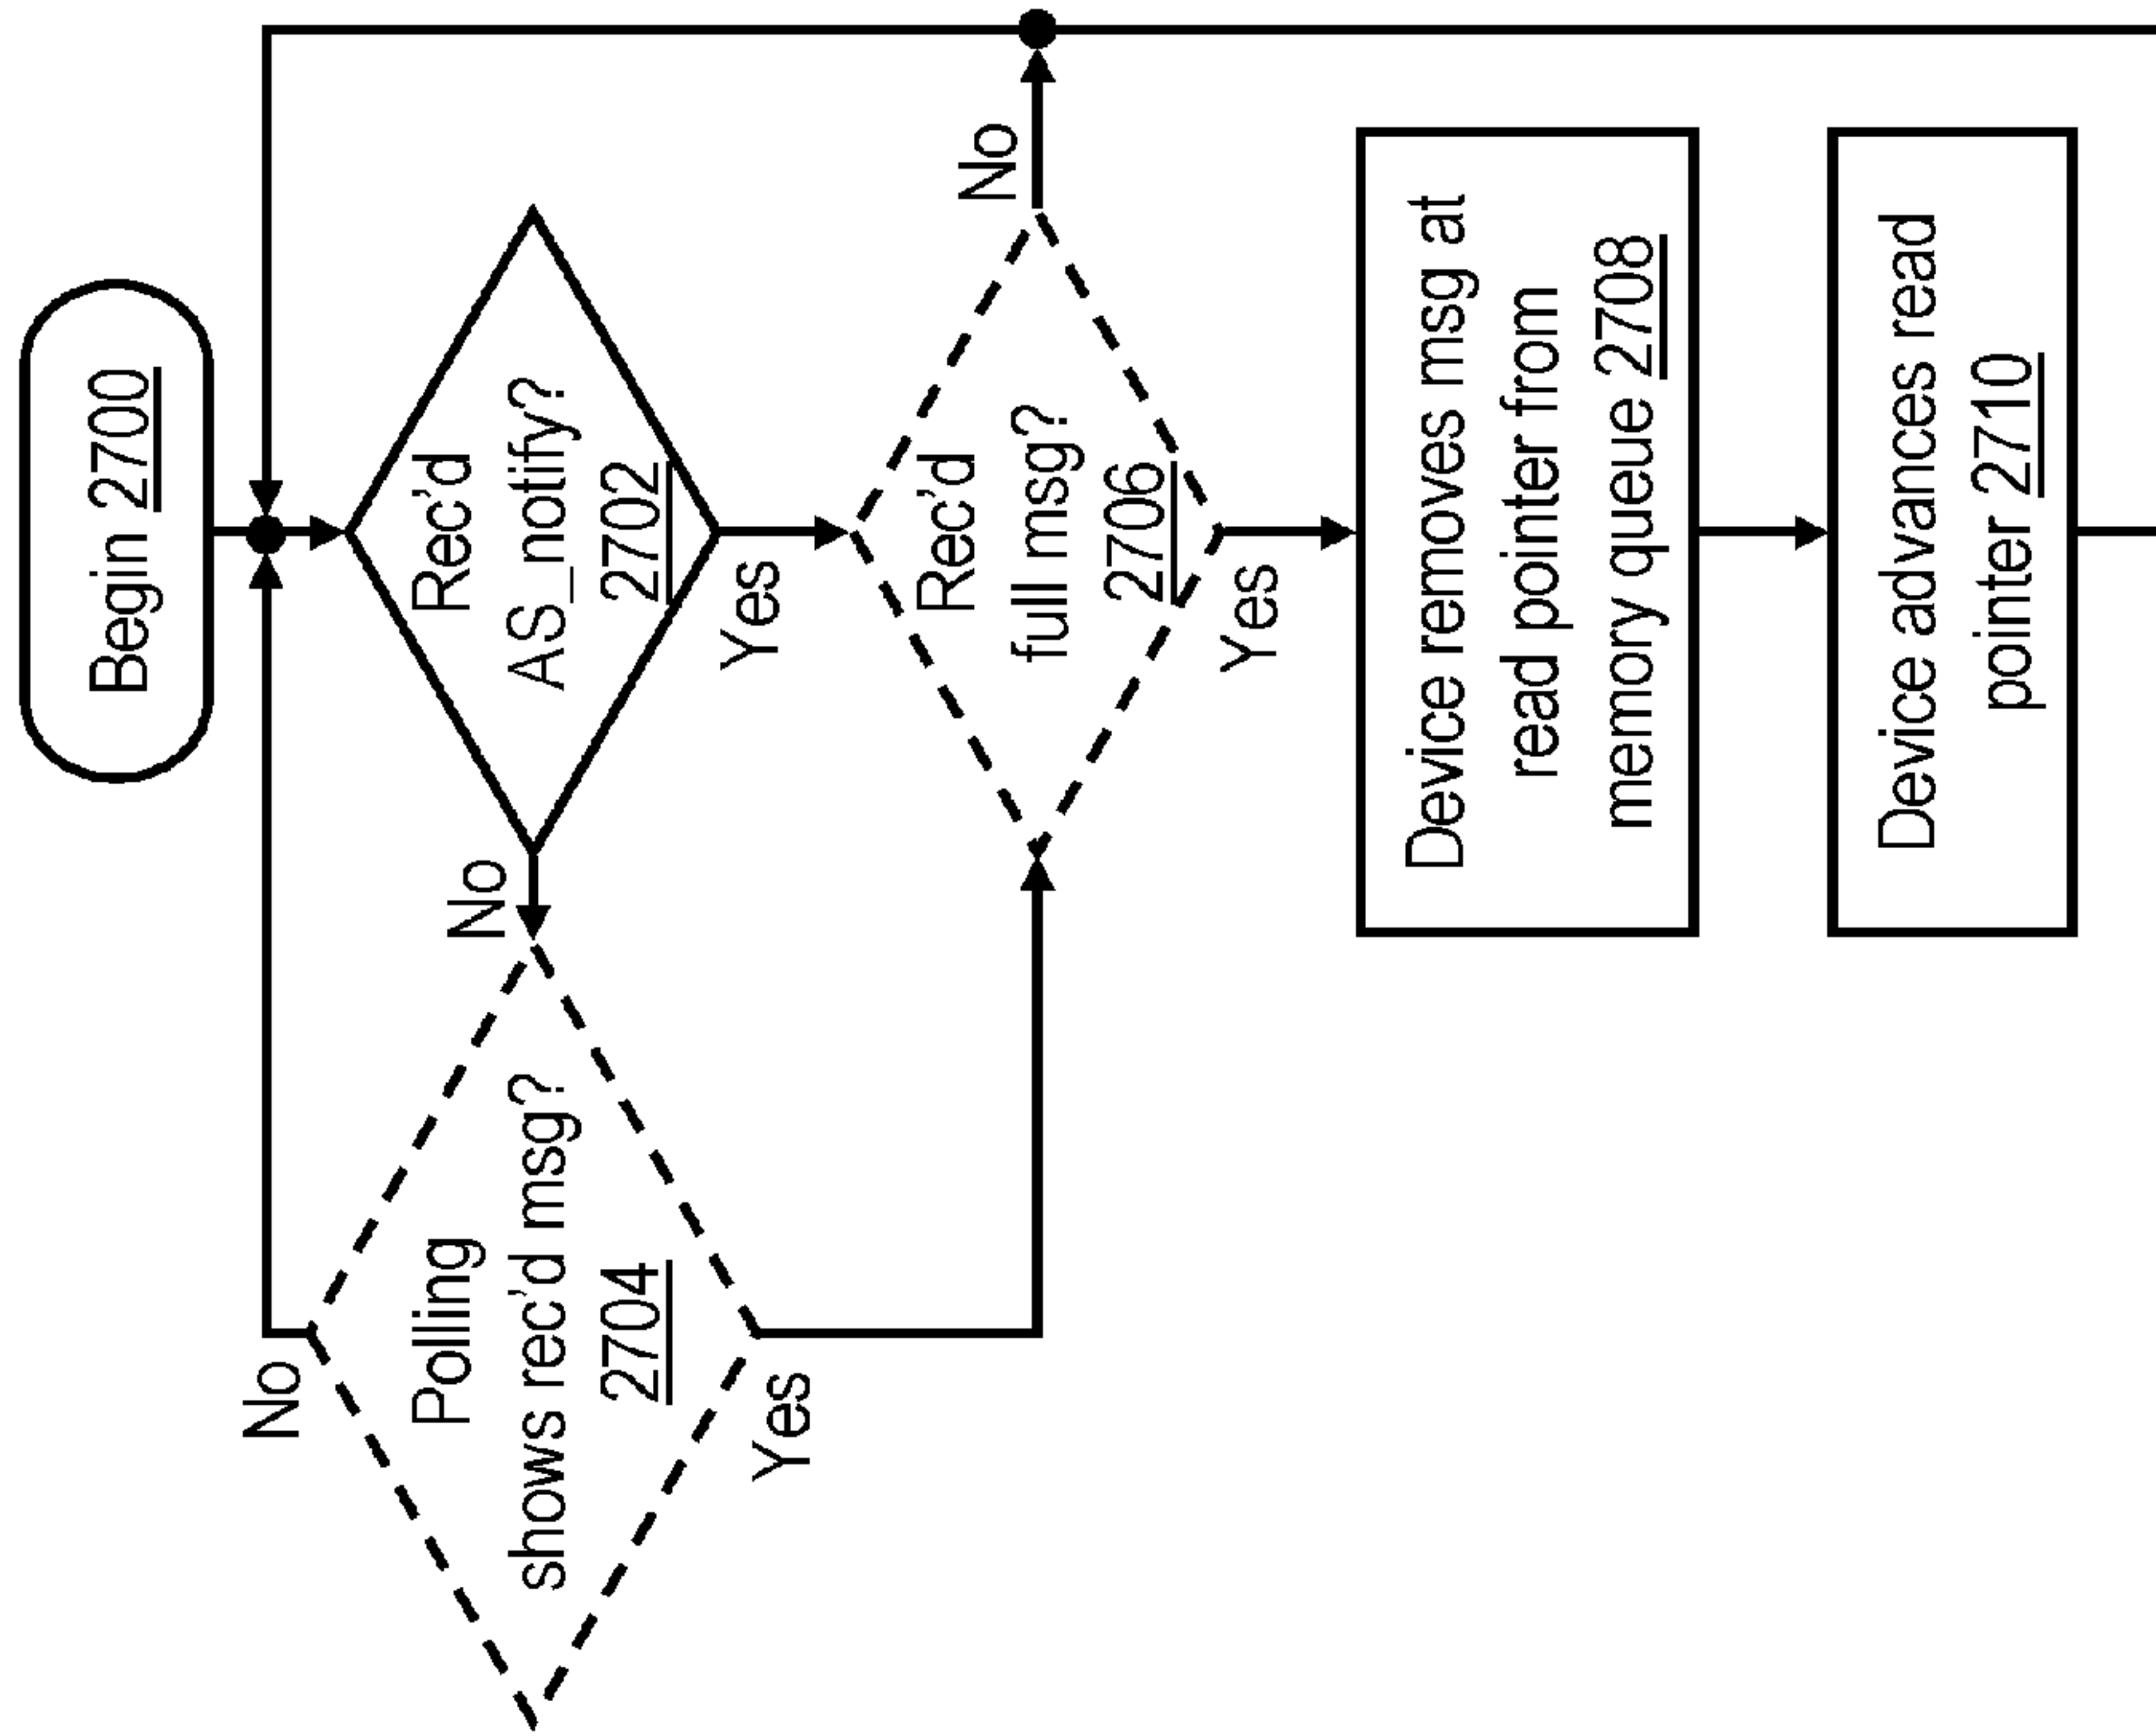 Begin 2700
Rec'd
AS_notify?
2702
No
Yes
Polling
shows rec'd msg?
2704
No
Yes
Rec'd
full msg?
2706
No
Yes
Device removes msg at
read pointer from
memory queue 2708
Device advances read
pointer 2710